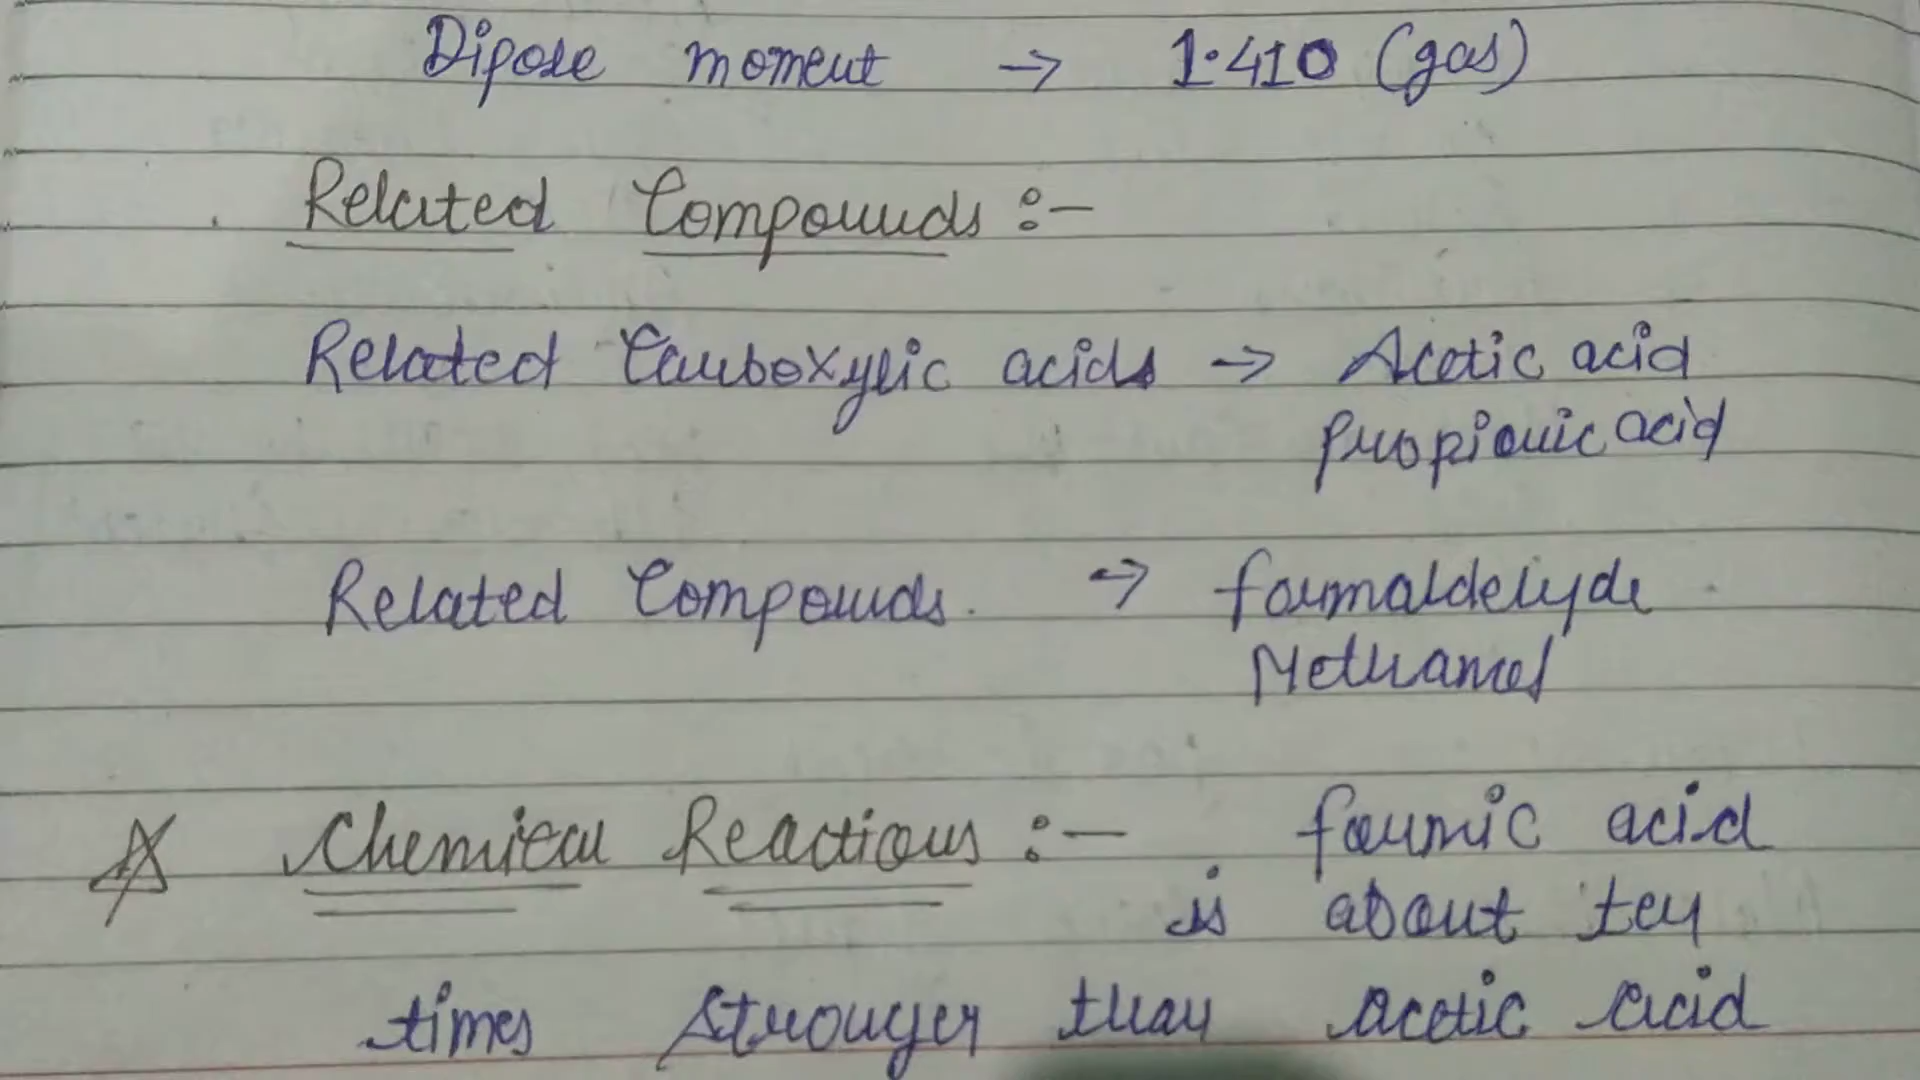 Dipole moment → 1.410 (gas)
Related Compounds :-
Related Carboxylic acids → Acetic acid
propionic acid
Related Compounds. → formaldehyde
Methanol
Chemical Reactions :- formic acid
is about ten
times stronger than acetic acid